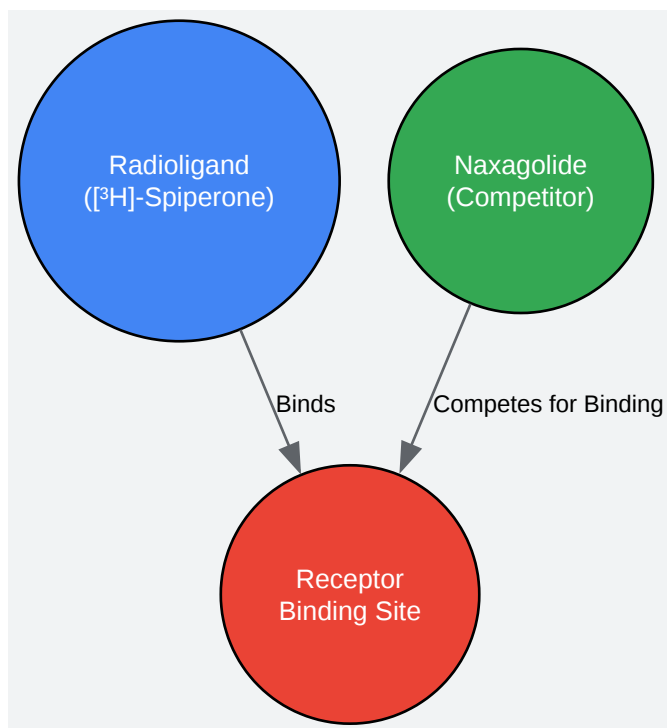 Radioligand
([³H]-Spiperone)
Naxagolide
(Competitor)
Binds
Competes for Binding
Receptor
Binding Site